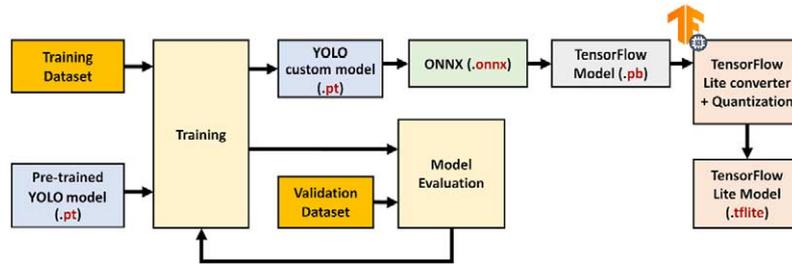 Training
Dataset
Pre-trained
YOLO model
(.pt)
Training
YOLO
custom model
(.pt)
ONNX (.onnx)
TensorFlow
Model (.pb)
TensorFlow
Lite converter
+ Quantization
Validation
Dataset
Model
Evaluation
TensorFlow
Lite Model
(.tflite)